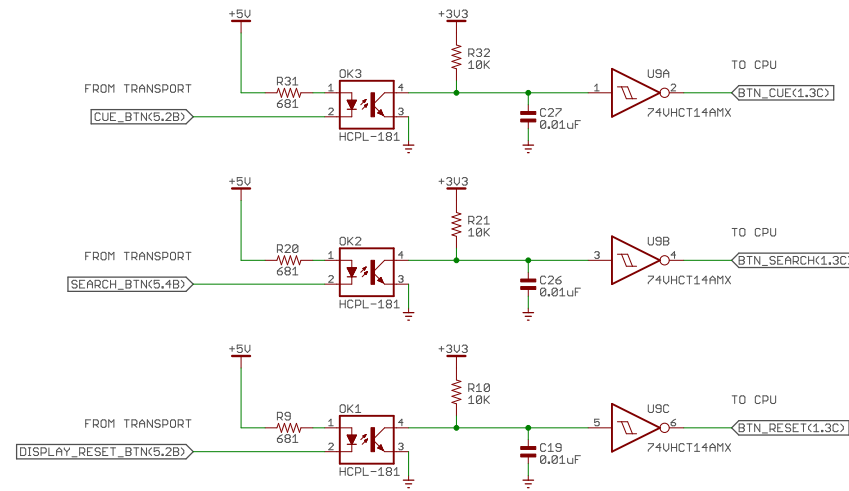 +5V
+3V3
R32
10K
TO CPU
OK3
U9A
FROM TRANSPORT
R31
681
1
4
1
2
BTN_CUE(1.3C)
CUE_BTN(5.2B)
2
3
C27
0.01uF
74VHCT14AMX
HCPL-181
+5V
+3V3
R21
10K
TO CPU
OK2
U9B
FROM TRANSPORT
R20
681
1
4
3
4
BTN_SEARCH(1.3C)
SEARCH_BTN(5.4B)
2
3
C26
0.01uF
74VHCT14AMX
HCPL-181
+5V
+3V3
R10
10K
TO CPU
OK1
U9C
FROM TRANSPORT
R9
681
1
4
5
6
BTN_RESET(1.3C)
DISPLAY_RESET_BTN(5.2B)
2
3
C19
0.01uF
74VHCT14AMX
HCPL-181